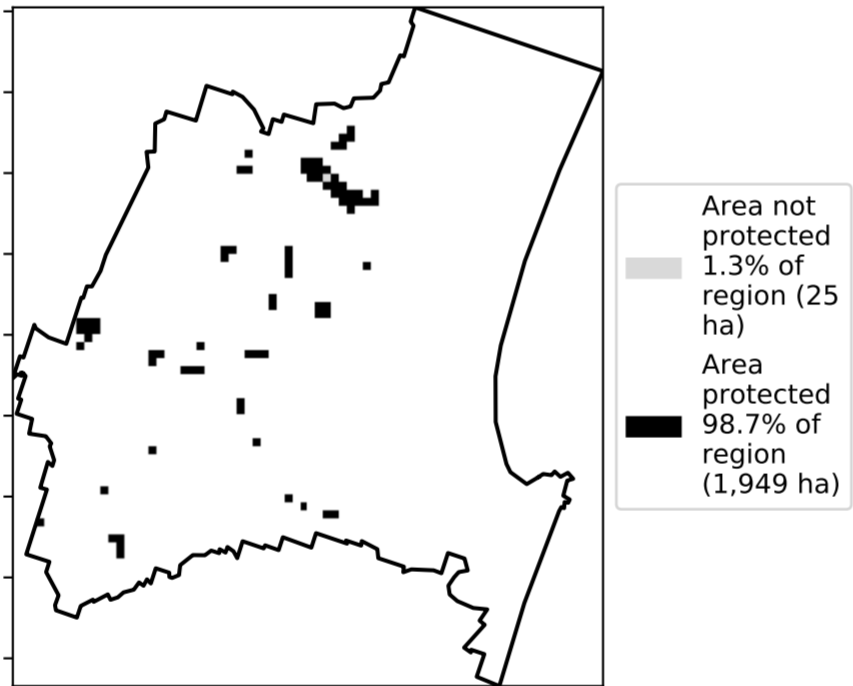 Area not
protected
1.3% of
region (25
ha)
Area
protected
98.7% of
region
(1,949 ha)